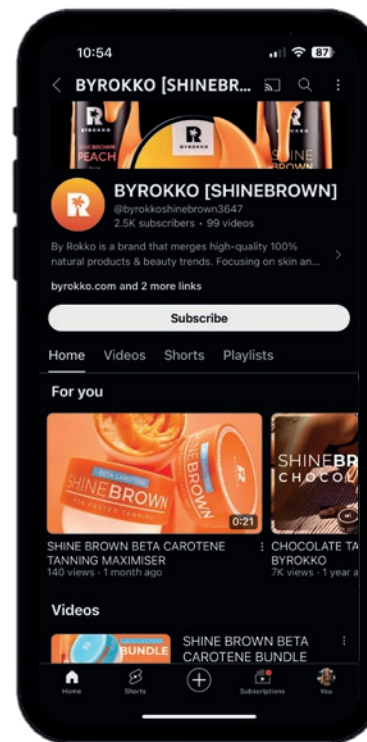 10:54
87
BYROKKO [SHINEBR...
SHINEBROWN
PEACH
R
BYROKKO
SHINE
BROWN
R
BYROKKO [SHINEBROWN]
@byrokkoshinebrown3647
2.5K subscribers • 99 videos
By Rokko is a brand that merges high-quality 100%
natural products & beauty trends. Focusing on skin an...
byrokko.com and 2 more links
Subscribe
Home Videos Shorts Playlists
For you
+ BETA CAROTENE
SHINEBROWN
FOR FASTER TANNING
0:21
SHINEBR
CHOCOL
SHINE BROWN BETA CAROTENE
TANNING MAXIMISER
140 views · 1 month ago
CHOCOLATE TA
BYROKKO
7K views · 1 year a
Videos
BUNDLE
SHINE BROWN BETA
CAROTENE BUNDLE
Home
Shorts
Subscriptions
You